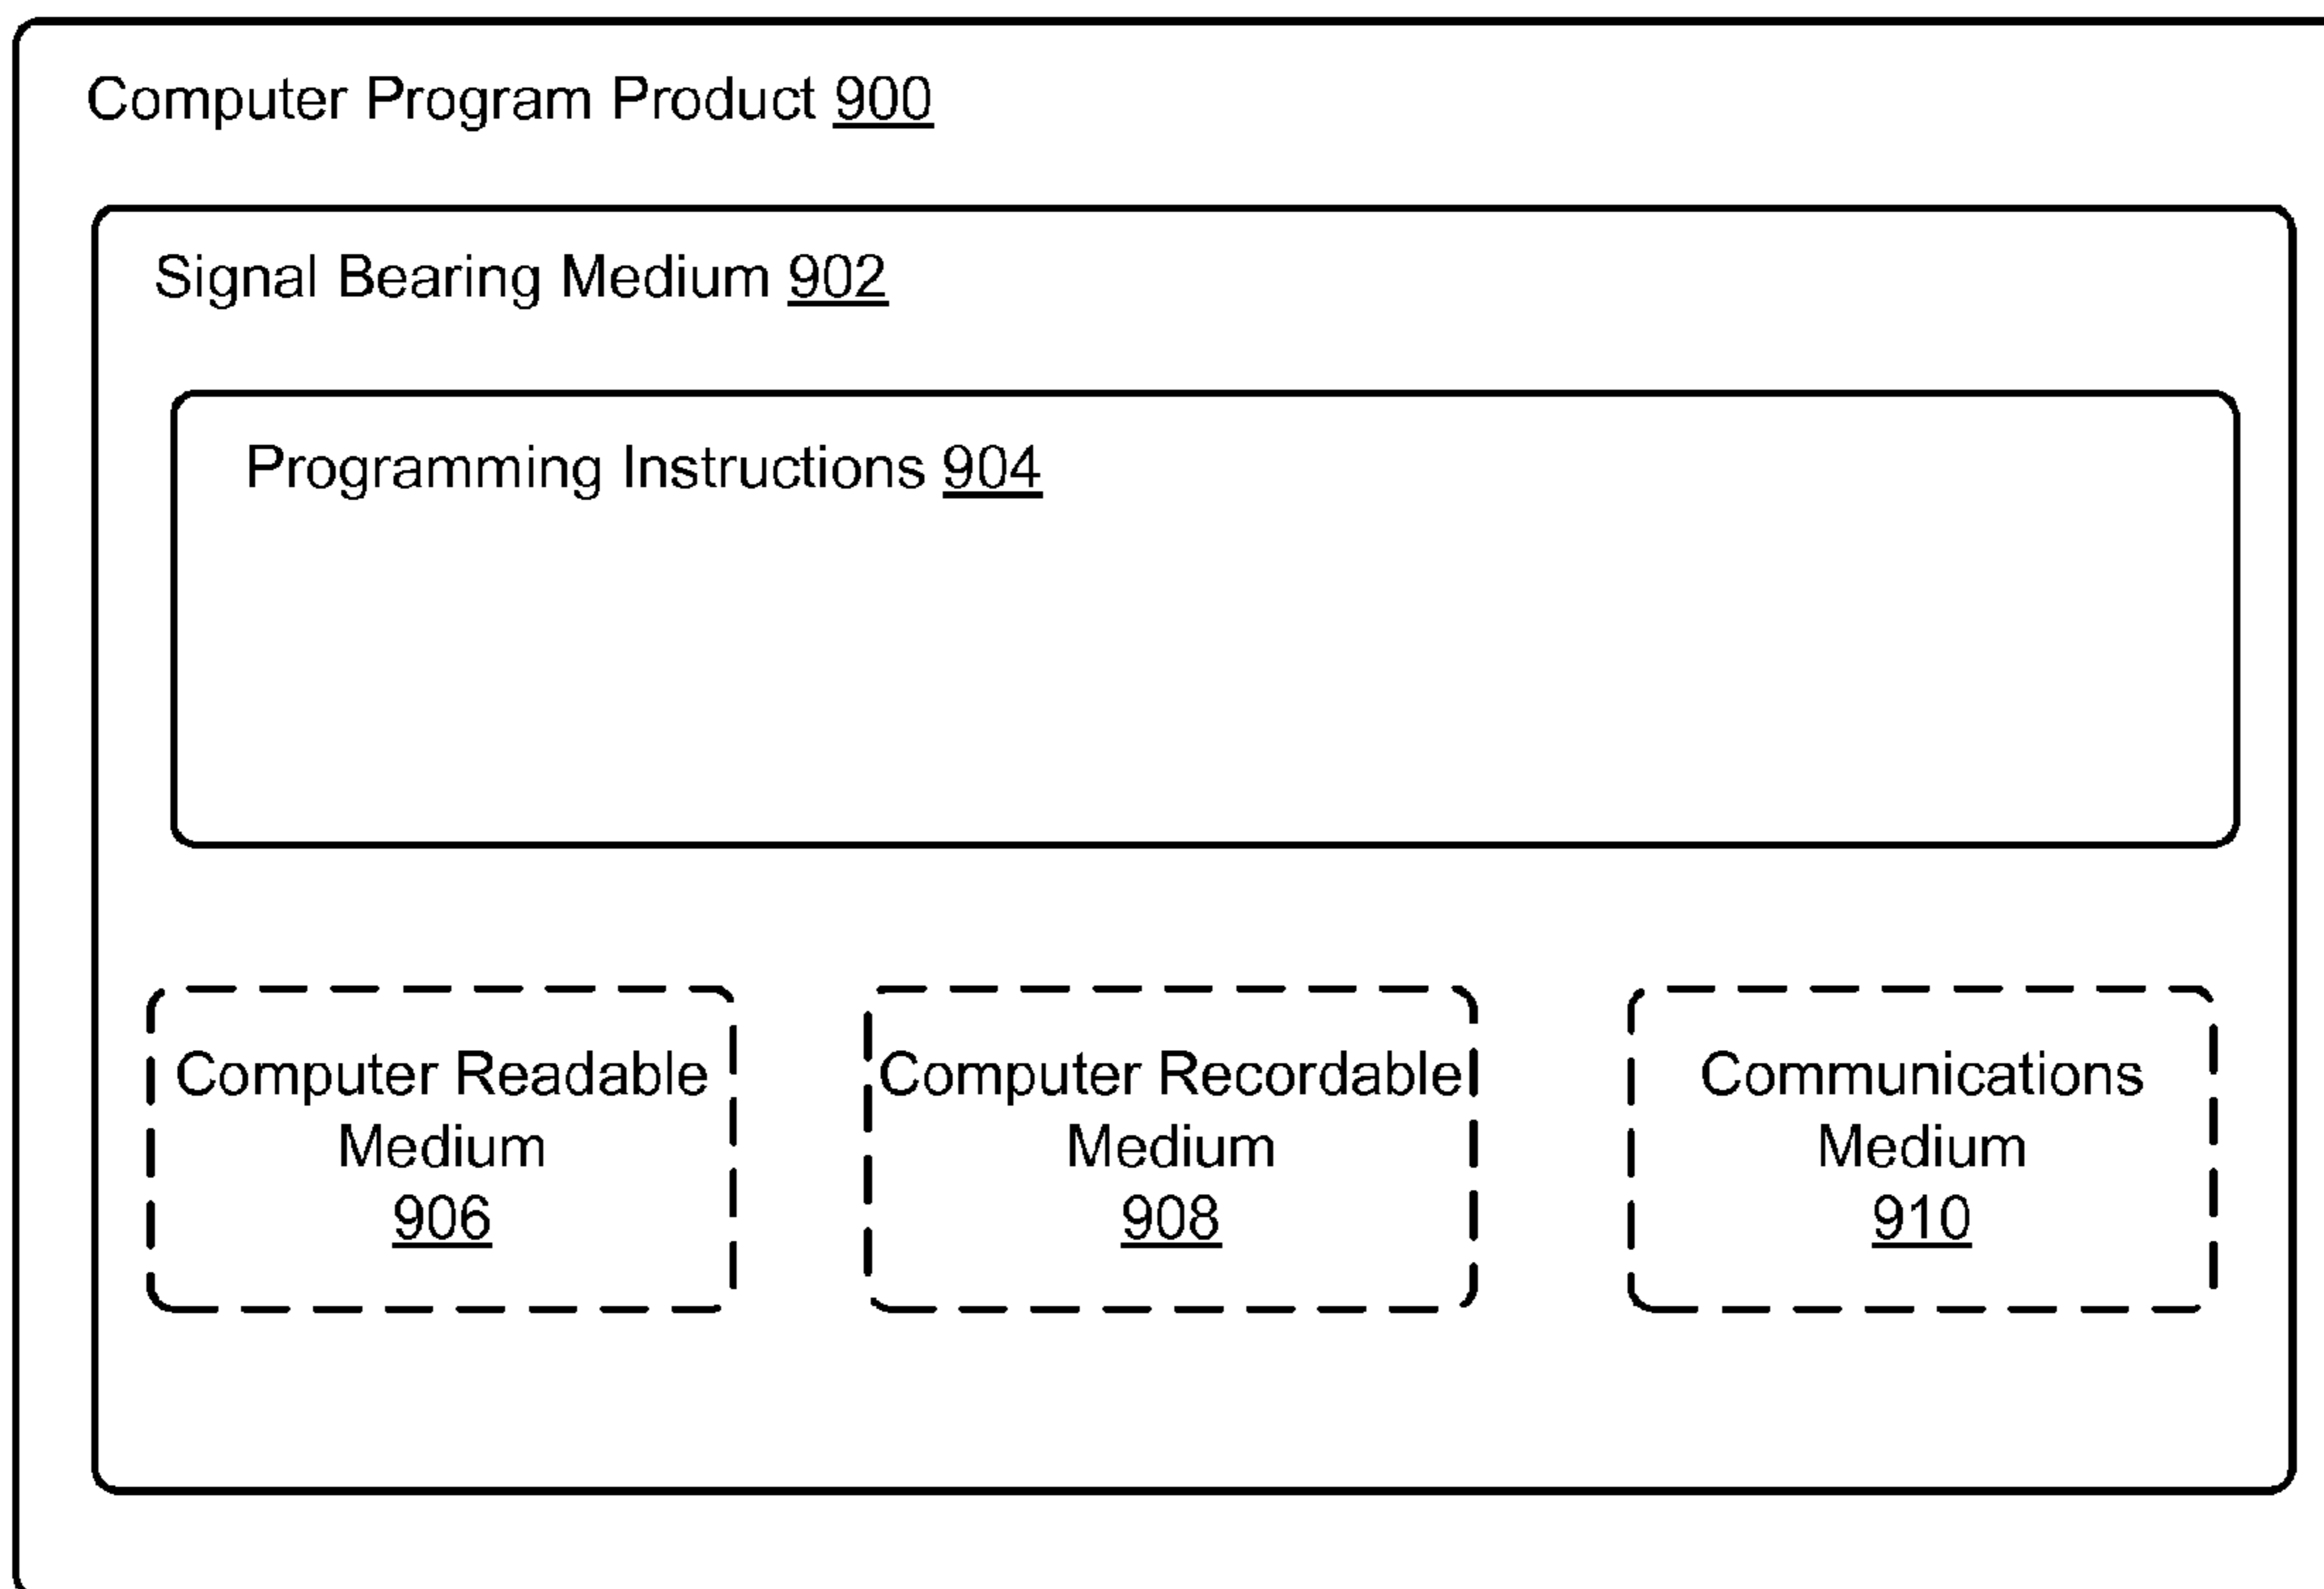 Computer Program Product 900
Signal Bearing Medium 902
Programming Instructions 904
Computer Readable
Medium
906
Computer Recordable
Medium
908
Communications
Medium
910